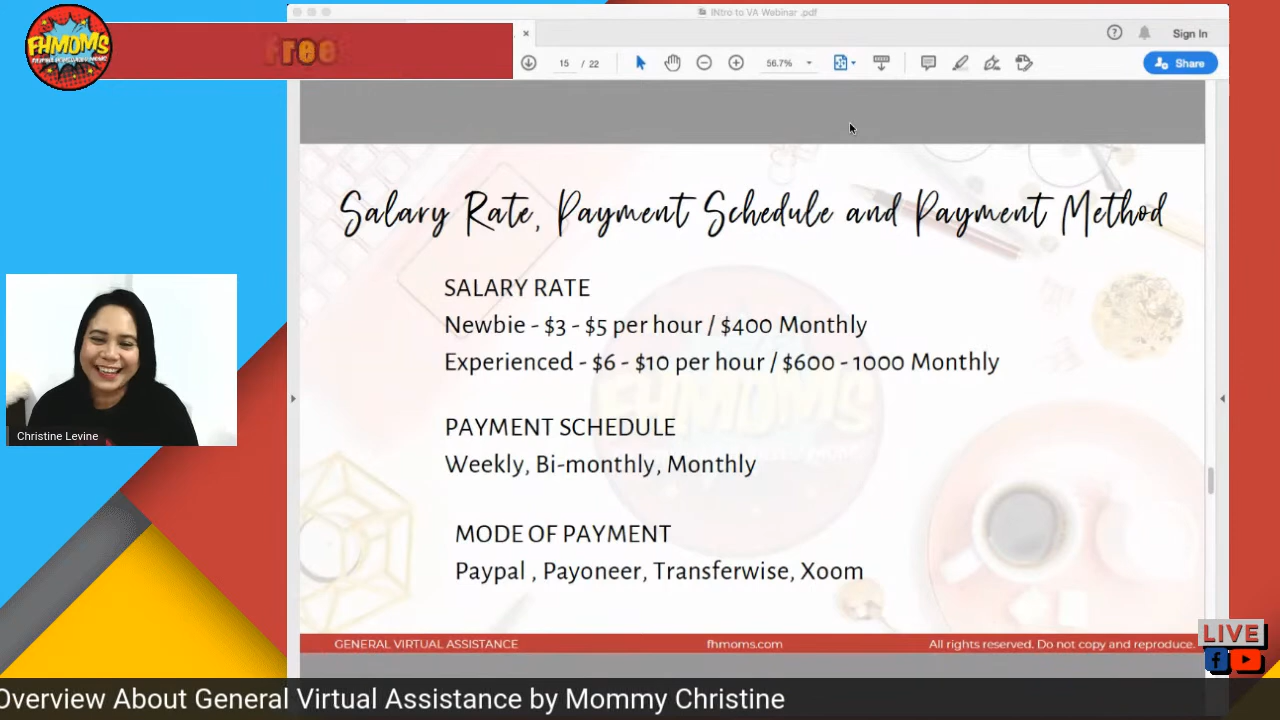 INtro to VA Webinar .pdf
FHMOMS
Free
Sign In
15 / 22
56.7%
Share
Salary Rate, Payment Schedule and Payment Method
SALARY RATE
Newbie - $3 - $5 per hour / $400 Monthly
Experienced - $6 - $10 per hour / $600 - 1000 Monthly
PAYMENT SCHEDULE
Weekly, Bi-monthly, Monthly
MODE OF PAYMENT
Paypal , Payoneer, Transferwise, Xoom
Christine Levine
FHMOMS
GENERAL VIRTUAL ASSISTANCE
fhmoms.com
All rights reserved. Do not copy and reproduce.
LIVE
Overview About General Virtual Assistance by Mommy Christine